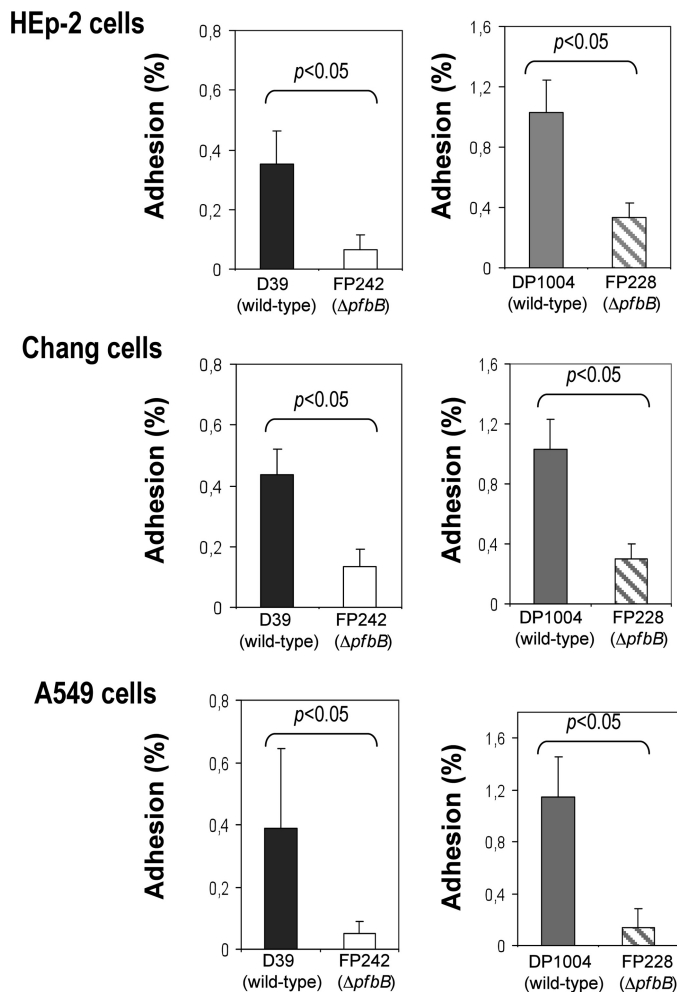 HEp-2 cells
Adhesion (%)
0,8
0,6
0,4
0,2
0
p<0.05
D39
(wild-type)
FP242
(ΔpfbB)
Adhesion (%)
1,6
1,2
0,8
0,4
0
p<0.05
DP1004
(wild-type)
FP228
(ΔpfbB)
Chang cells
Adhesion (%)
0,8
0,6
0,4
0,2
0
p<0.05
D39
(wild-type)
FP242
(ΔpfbB)
Adhesion (%)
1,6
1,2
0,8
0,4
0
p<0.05
DP1004
(wild-type)
FP228
(ΔpfbB)
A549 cells
Adhesion (%)
0,8
0,6
0,4
0,2
0
p<0.05
D39
(wild-type)
FP242
(ΔpfbB)
Adhesion (%)
1,6
1,2
0,8
0,4
0
p<0.05
DP1004
(wild-type)
FP228
(ΔpfbB)